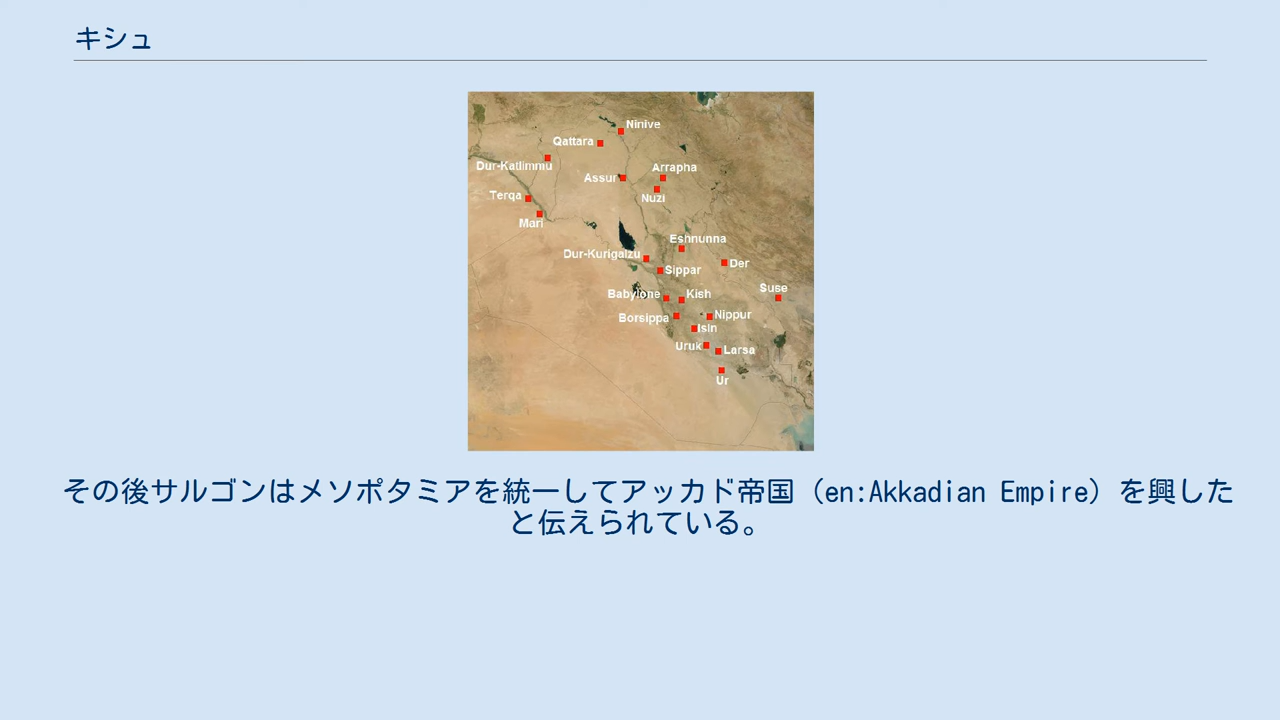 キシュ
Ninive
Qattara
Dur-Katlimmu
Arrapha
Assur
Terqa
Nuzi
Mari
Eshnunna
Dur-Kurigalzu
Der
Sippar
Suse
Babylone
Kish
Nippur
Borsippa
Isin
Uruk
Larsa
Ur
その後サルゴンはメソポタミアを統一してアッカド帝国（en:Akkadian Empire）を興した
と伝えられている。